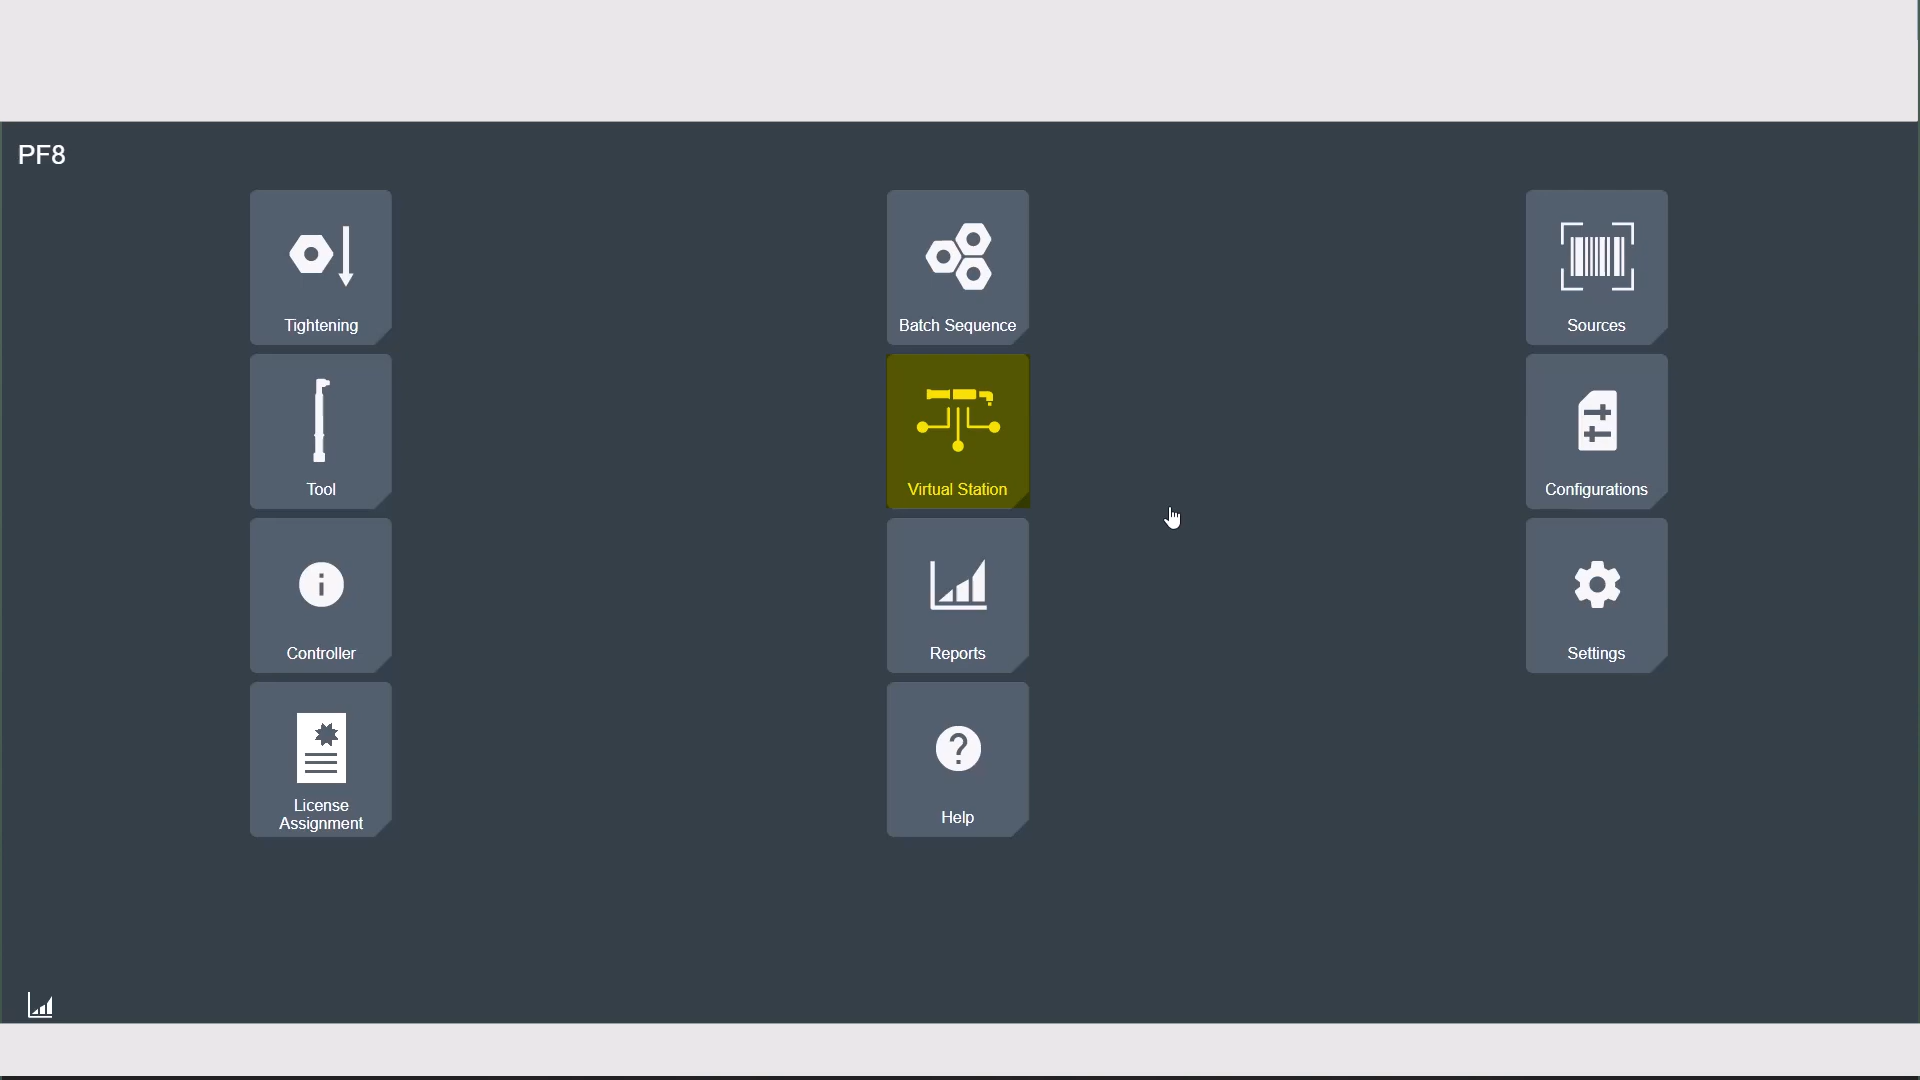 PF8
Tightening
Batch Sequence
Sources
Tool
Virtual Station
Configurations
Controller
Reports
Settings
License
Assignment
Help